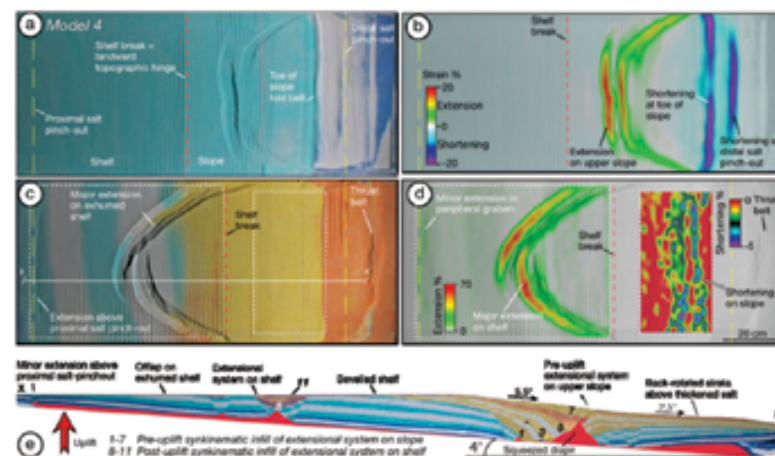 a Model 4
Shelf break =
landward
topographic hinge
Distal salt
pinch-out
Toe of
slope
fold belt
Proximal salt
pinch-out
Shelf
Slope
b
Shelf
break
Strain %
20
Extension
0
Shortening
-20
Extension
on upper slope
Shortening
at toe of
slope
Shortening a
distal salt
pinch-out
c
Major extension
on exhumed
shelf
Shelf
break
Thrust
belt
Extension above
proximal salt pinch-out
x
d
Minor extension in
peripheral graben
Shelf
break
Extension %
70
0
Major extension
on shelf
Shortening %
0
Thrust
belt
Shortening
on slope
20 cm
Minor extension above
proximal salt-pinchout
Offlap on
exhumed shelf
Extensional
system on shelf
11
Bevelled shelf
Pre-uplift
extensional system
on upper slope
Back-rotated strata
above thickened salt
X
7
e
Uplift
1-7 Pre-uplift synkinematic infill of extensional system on slope
8-11 Post-uplift synkinematic infill of extensional system on shelf
4°
Squeezed diapir